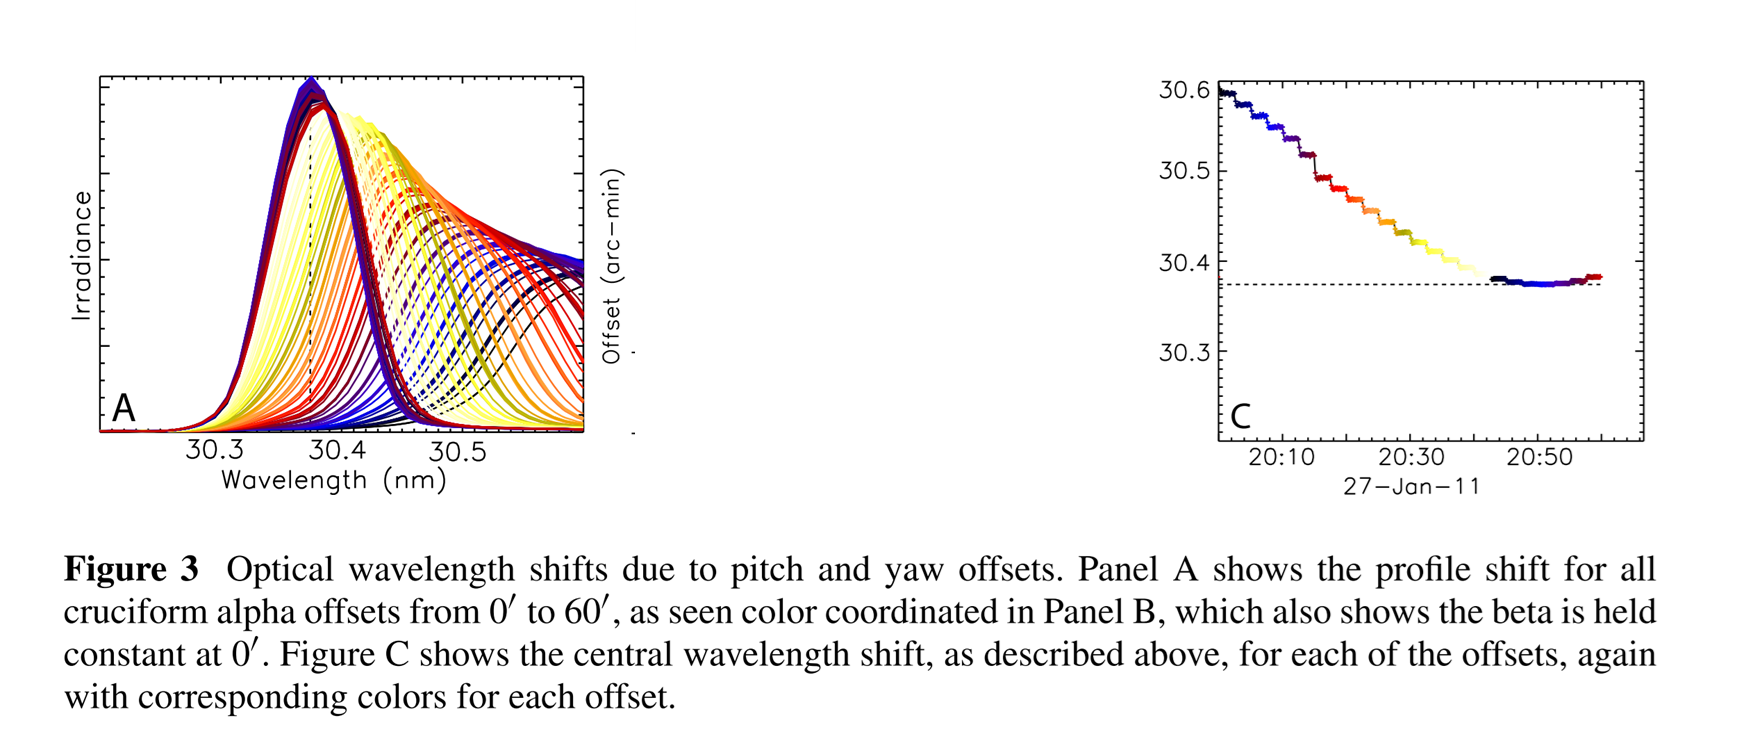 Irradiance
A
30.3 30.4 30.5
Wavelength (nm)
Offset (arc-min)
30.6
30.5
30.4
30.3
C
20:10 20:30 20:50
27-Jan-11
Figure 3 Optical wavelength shifts due to pitch and yaw offsets. Panel A shows the profile shift for all
cruciform alpha offsets from 0′ to 60′, as seen color coordinated in Panel B, which also shows the beta is held
constant at 0′. Figure C shows the central wavelength shift, as described above, for each of the offsets, again
with corresponding colors for each offset.